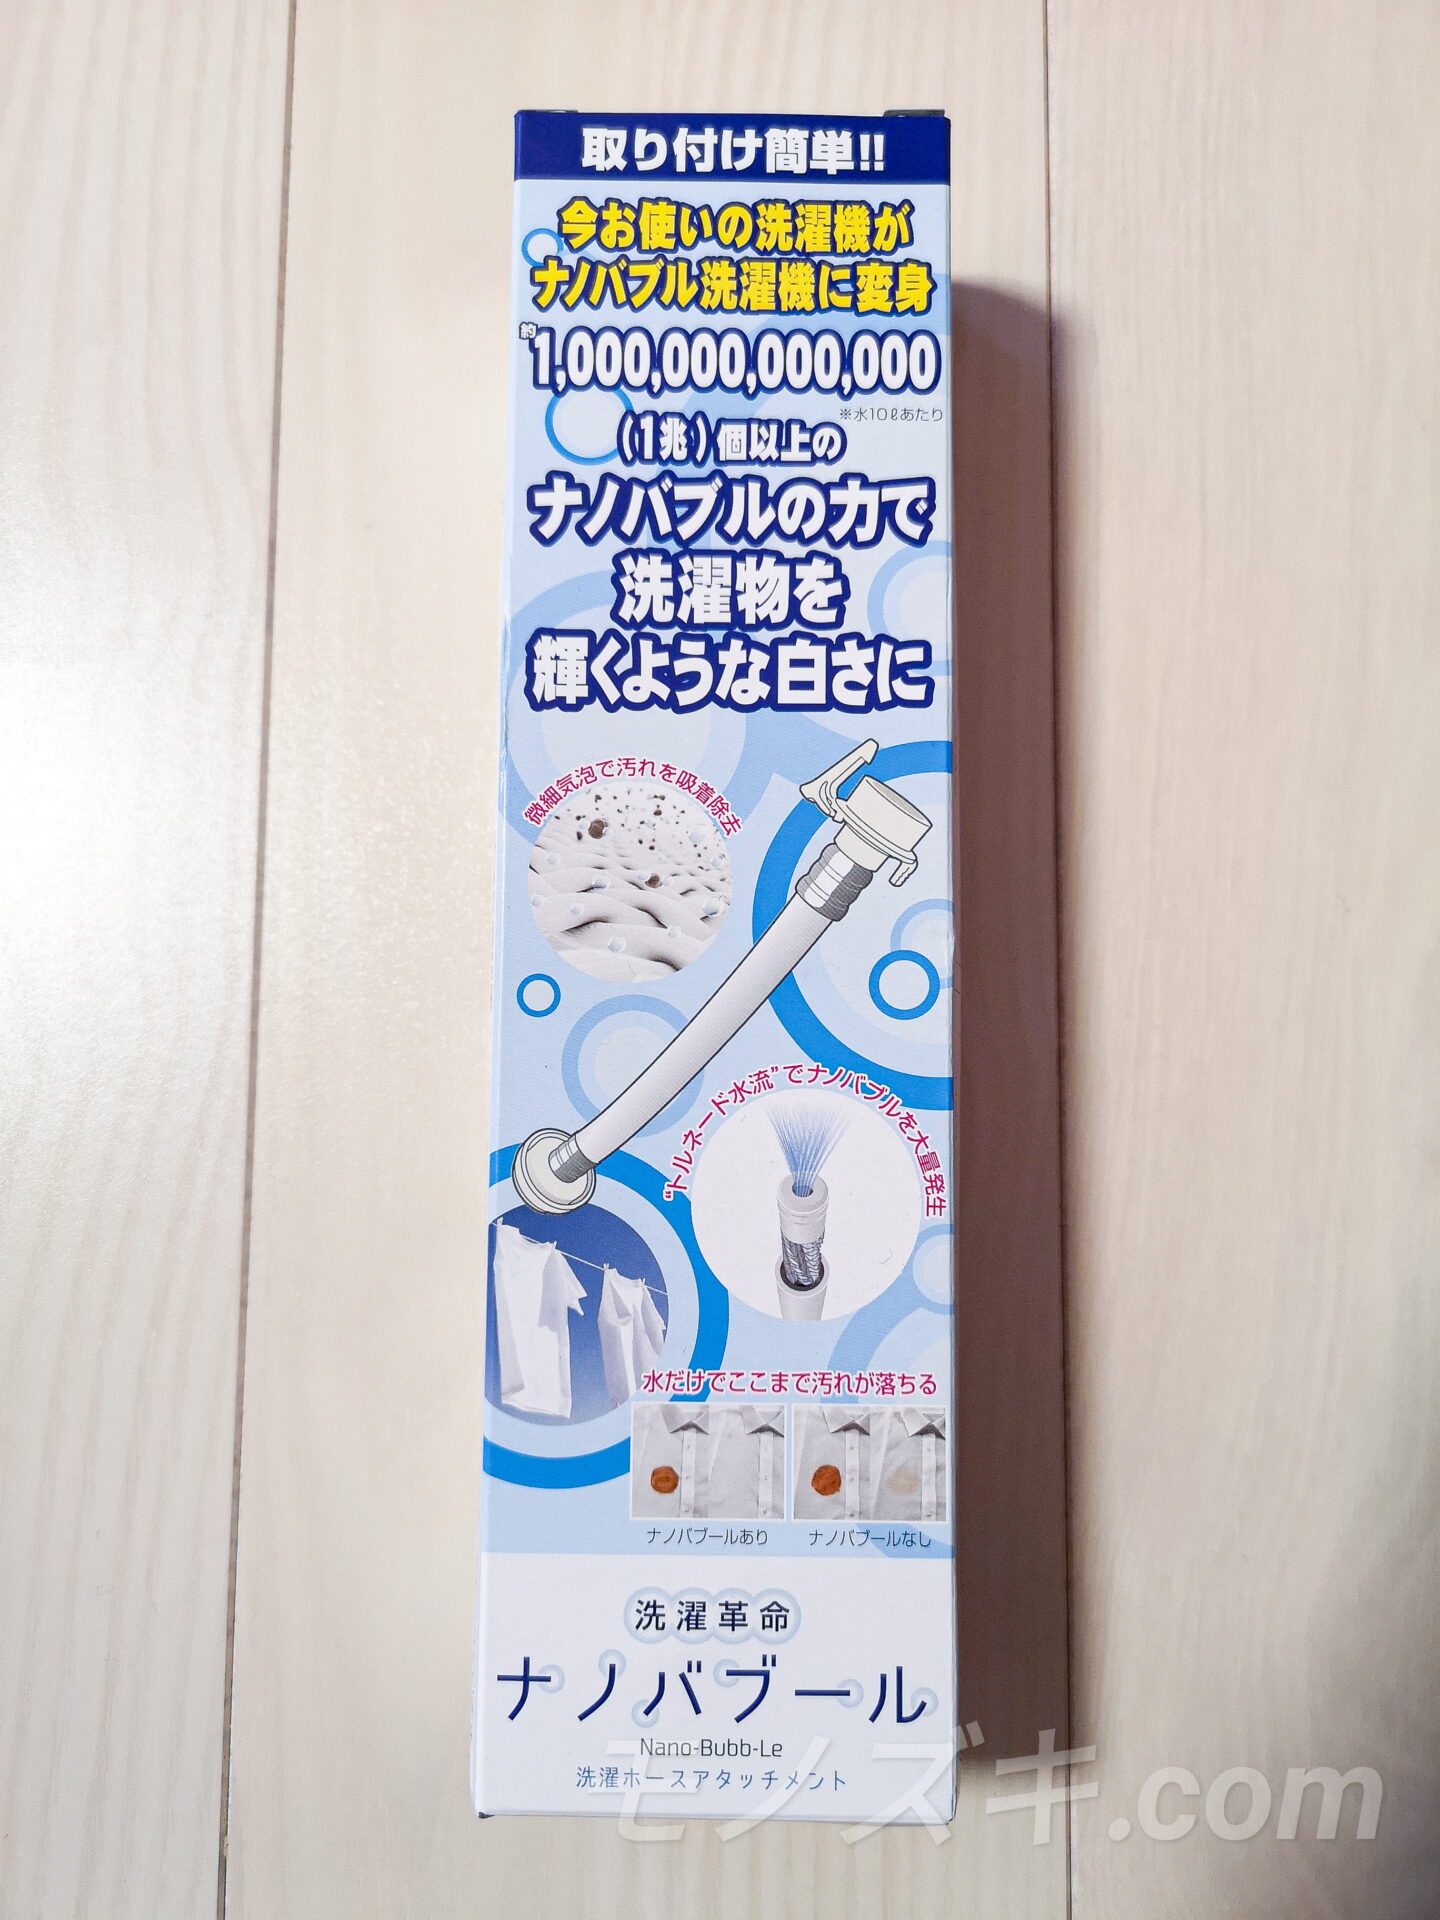 取り付け簡単!!
今お使いの洗濯機が
ナノバブル洗濯機に変身
約1,000,000,000,000
※水10ℓあたり
(1兆)個以上の
ナノバブルの力で
洗濯物を
輝くような白さに
微細気泡で汚れを吸着除去
"トルネード水流"でナノバブルを大量発生
水だけでここまで汚れが落ちる
ナノバブールあり
ナノバブールなし
洗濯革命
ナノバブール
Nano-Bubb-Le
洗濯ホースアタッチメント
モノズキ.com